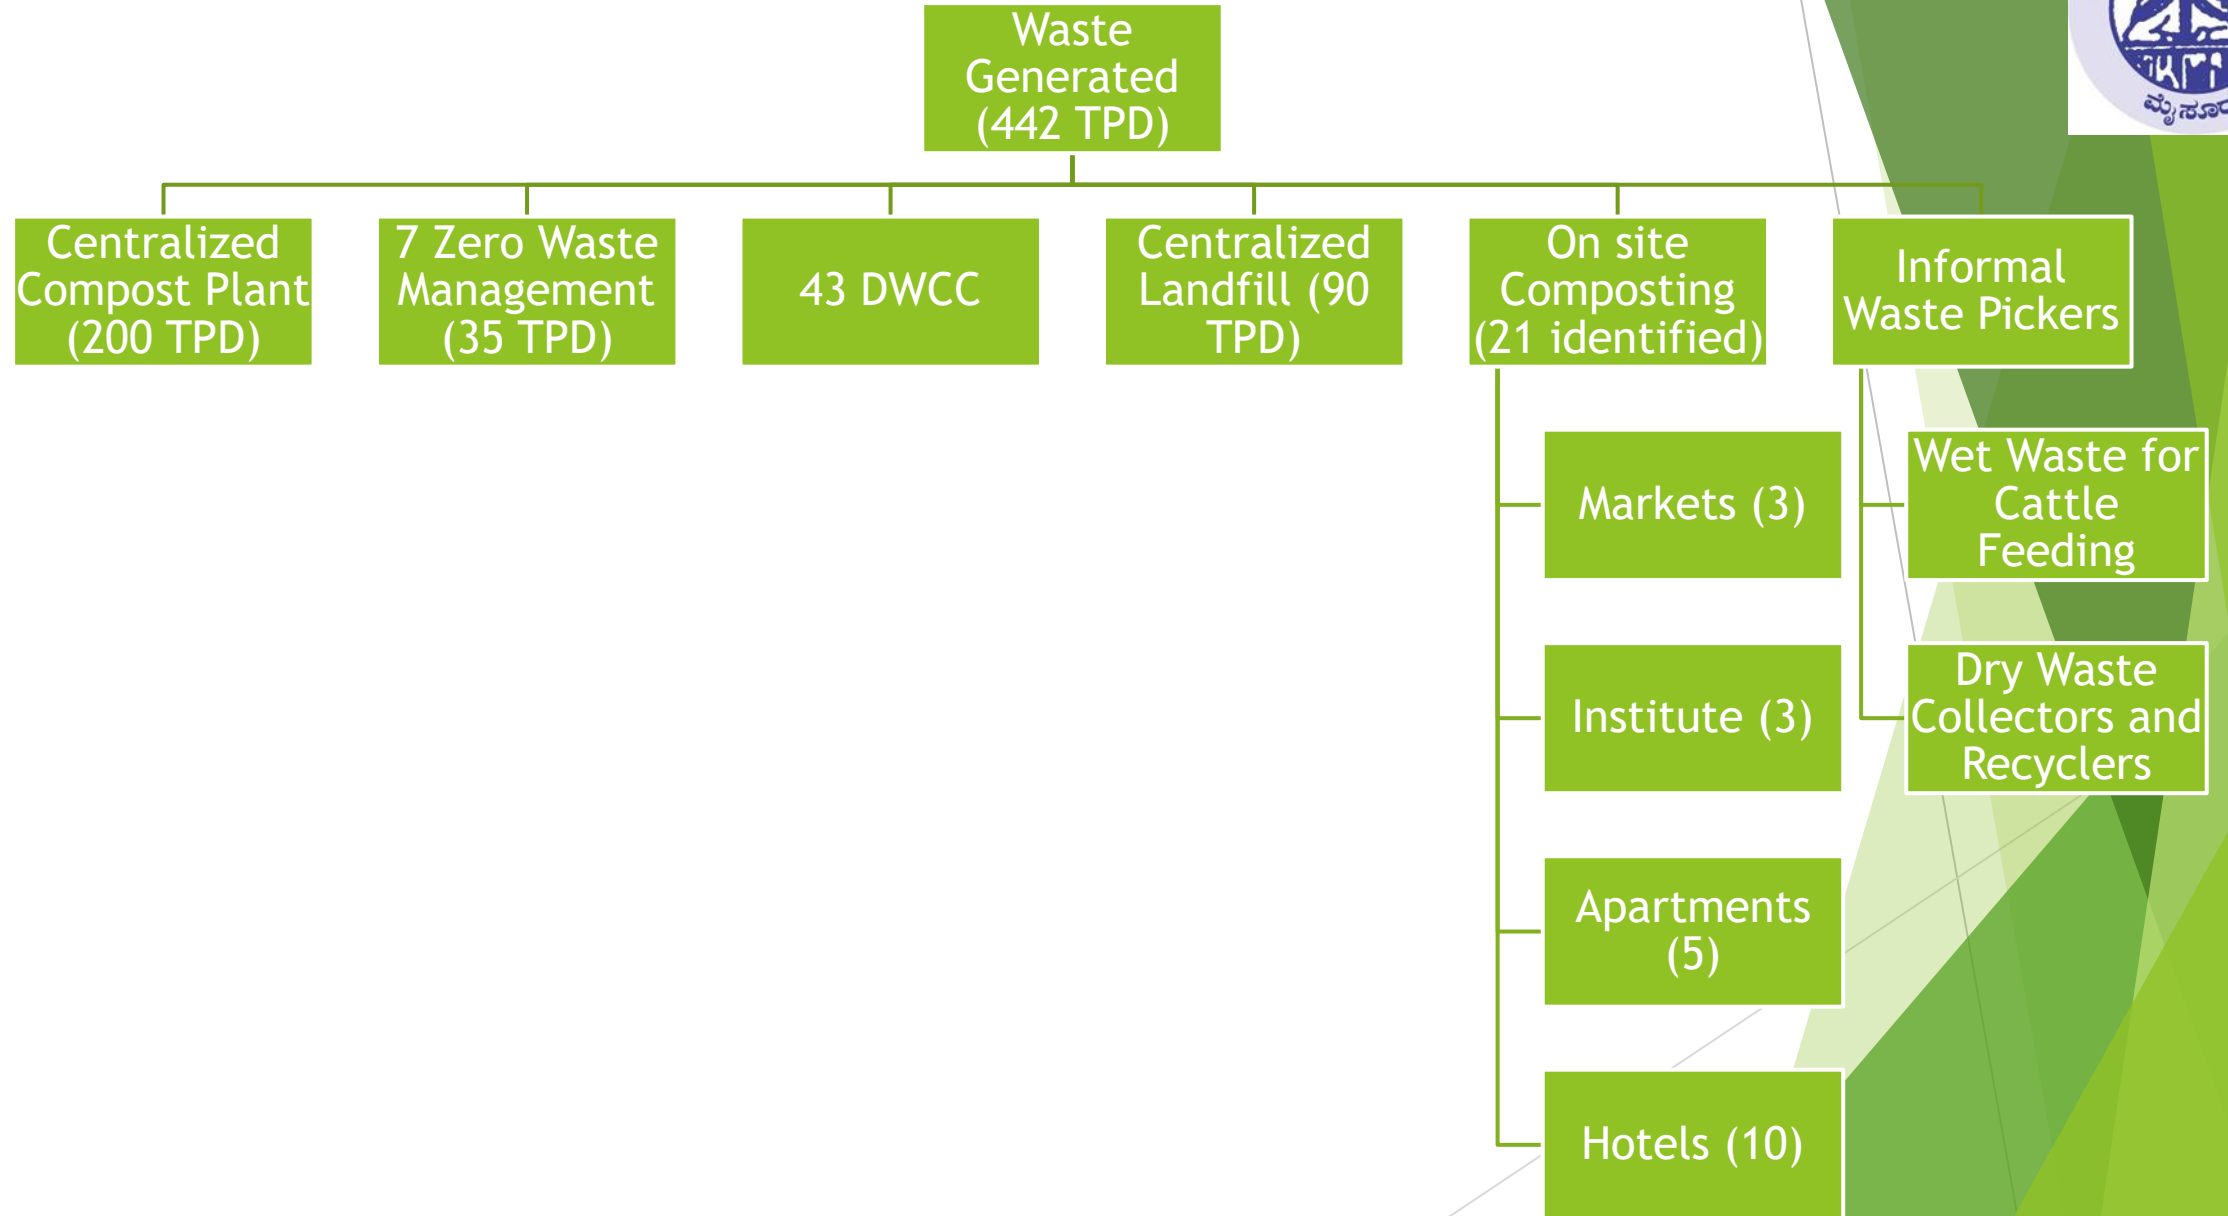 Waste
Generated
(442 TPD)
Centralized
Compost Plant
(200 TPD)
7 Zero Waste
Management
(35 TPD)
43 DWCC
Centralized
Landfill (90
TPD)
On site
Composting
(21 identified)
Informal
Waste Pickers
Markets (3)
Institute (3)
Apartments
(5)
Hotels (10)
Wet Waste for
Cattle
Feeding
Dry Waste
Collectors and
Recyclers